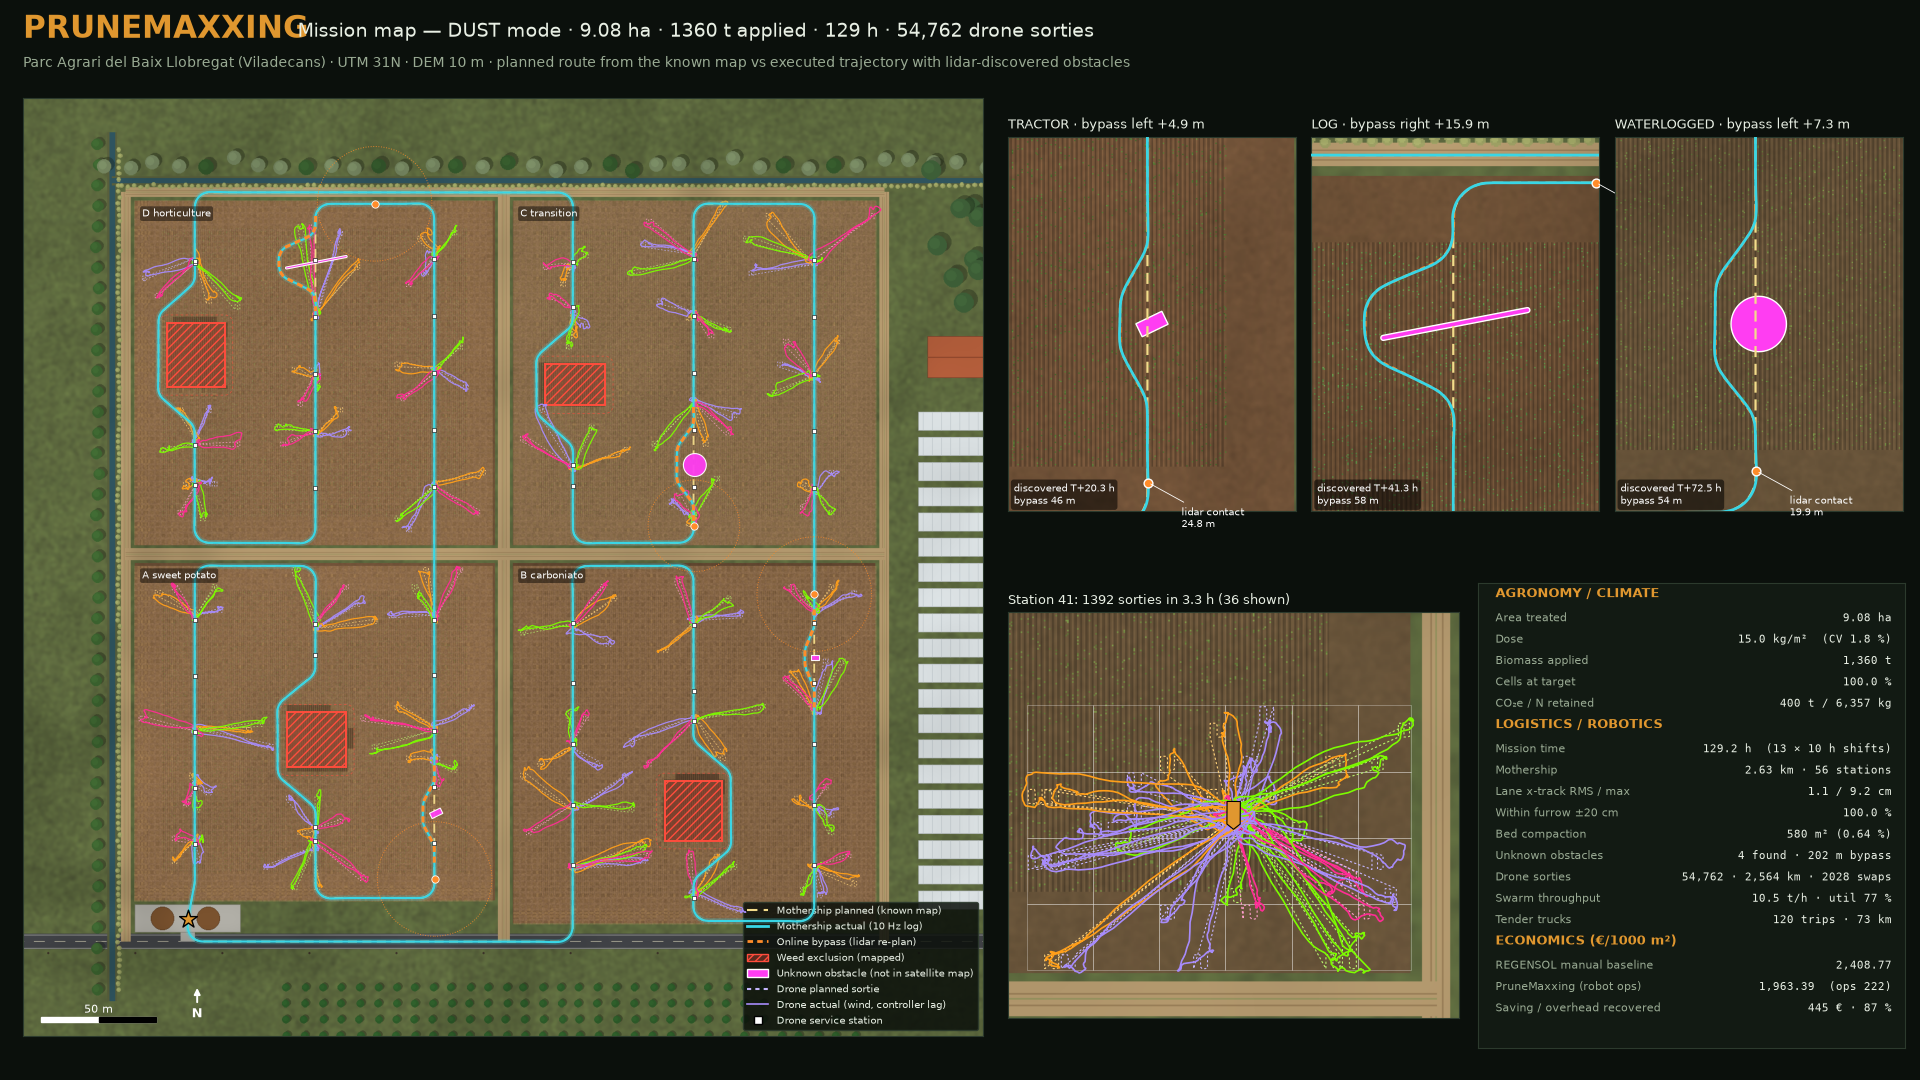 PRUNEMAXXING
Mission map — DUST mode · 9.08 ha · 1360 t applied · 129 h · 54,762 drone sorties
Parc Agrari del Baix Llobregat (Viladecans) · UTM 31N · DEM 10 m · planned route from the known map vs executed trajectory with lidar-discovered obstacles
D horticulture
C transition
A sweet potato
B carboniato
50 m
N
Mothership planned (known map)
Mothership actual (10 Hz log)
Online bypass (lidar re-plan)
Weed exclusion (mapped)
Unknown obstacle (not in satellite map)
Drone planned sortie
Drone actual (wind, controller lag)
Drone service station
TRACTOR · bypass left +4.9 m
discovered T+20.3 h
bypass 46 m
lidar contact
24.8 m
LOG · bypass right +15.9 m
discovered T+41.3 h
bypass 58 m
WATERLOGGED · bypass left +7.3 m
discovered T+72.5 h
bypass 54 m
lidar contact
19.9 m
Station 41: 1392 sorties in 3.3 h (36 shown)
AGRONOMY / CLIMATE
Area treated 9.08 ha
Dose 15.0 kg/m² (CV 1.8 %)
Biomass applied 1,360 t
Cells at target 100.0 %
CO₂e / N retained 400 t / 6,357 kg
LOGISTICS / ROBOTICS
Mission time 129.2 h (13 × 10 h shifts)
Mothership 2.63 km · 56 stations
Lane x-track RMS / max 1.1 / 9.2 cm
Within furrow ±20 cm 100.0 %
Bed compaction 580 m² (0.64 %)
Unknown obstacles 4 found · 202 m bypass
Drone sorties 54,762 · 2,564 km · 2028 swaps
Swarm throughput 10.5 t/h · util 77 %
Tender trucks 120 trips · 73 km
ECONOMICS (€/1000 m²)
REGENSOL manual baseline 2,408.77
PruneMaxxing (robot ops) 1,963.39 (ops 222)
Saving / overhead recovered 445 € · 87 %